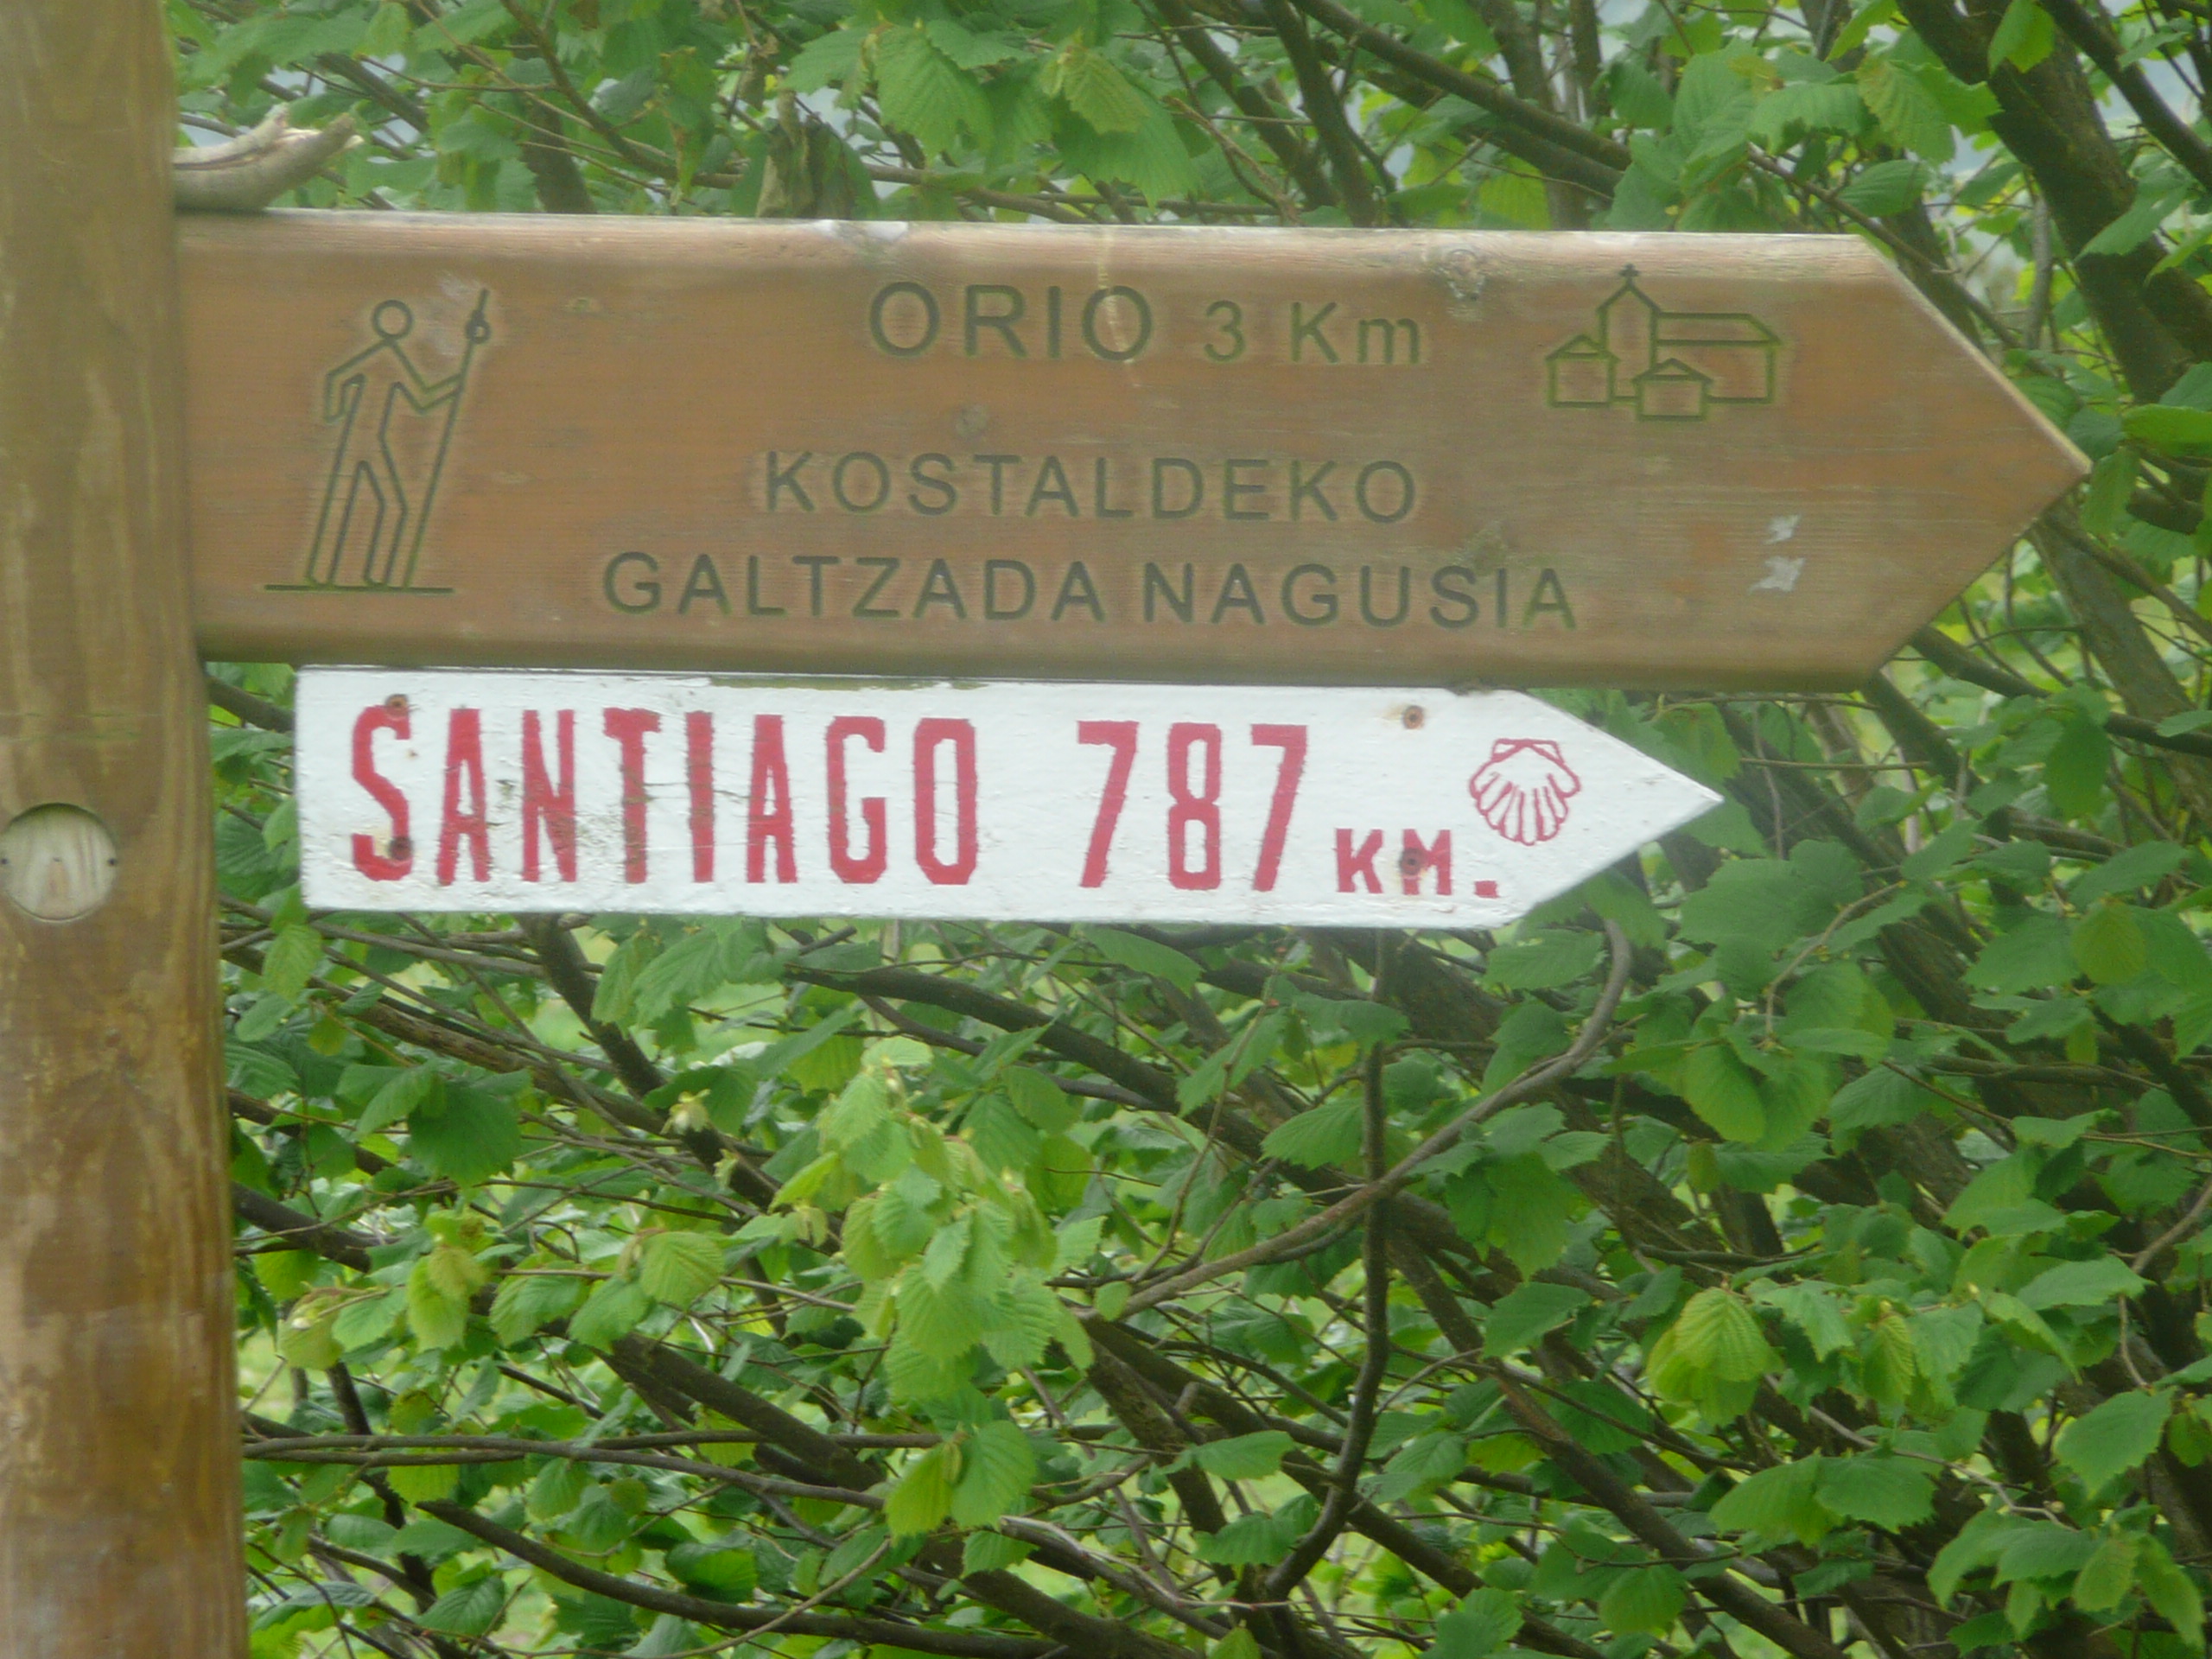 ORIO 3 Km
KOSTALDEKO
GALTZADA NAGUSIA
SANTIAGO 787 KM.